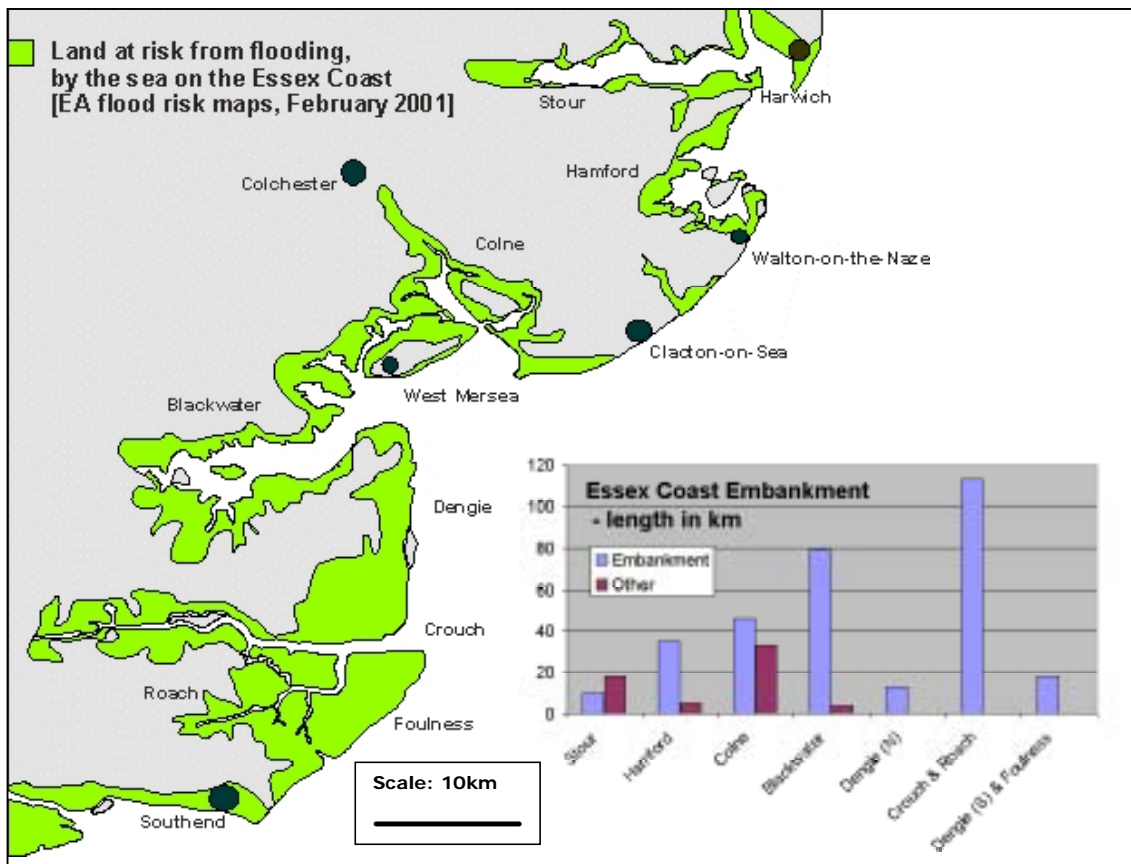 Land at risk from flooding,
by the sea on the Essex Coast
[EA flood risk maps, February 2001]
Stour
Harwich
Hamford
Colchester
Colne
Walton-on-the-Naze
Clacton-on-Sea
West Mersea
Blackwater
Dengie
Crouch
Roach
Foulness
Southend
Scale: 10km
Essex Coast Embankment
- length in km
Embankment
Other
120
100
80
60
40
20
0
Stour
Hamford
Colne
Blackwater
Dengie (N)
Crouch & Roach
Dengie (S) & Foulness